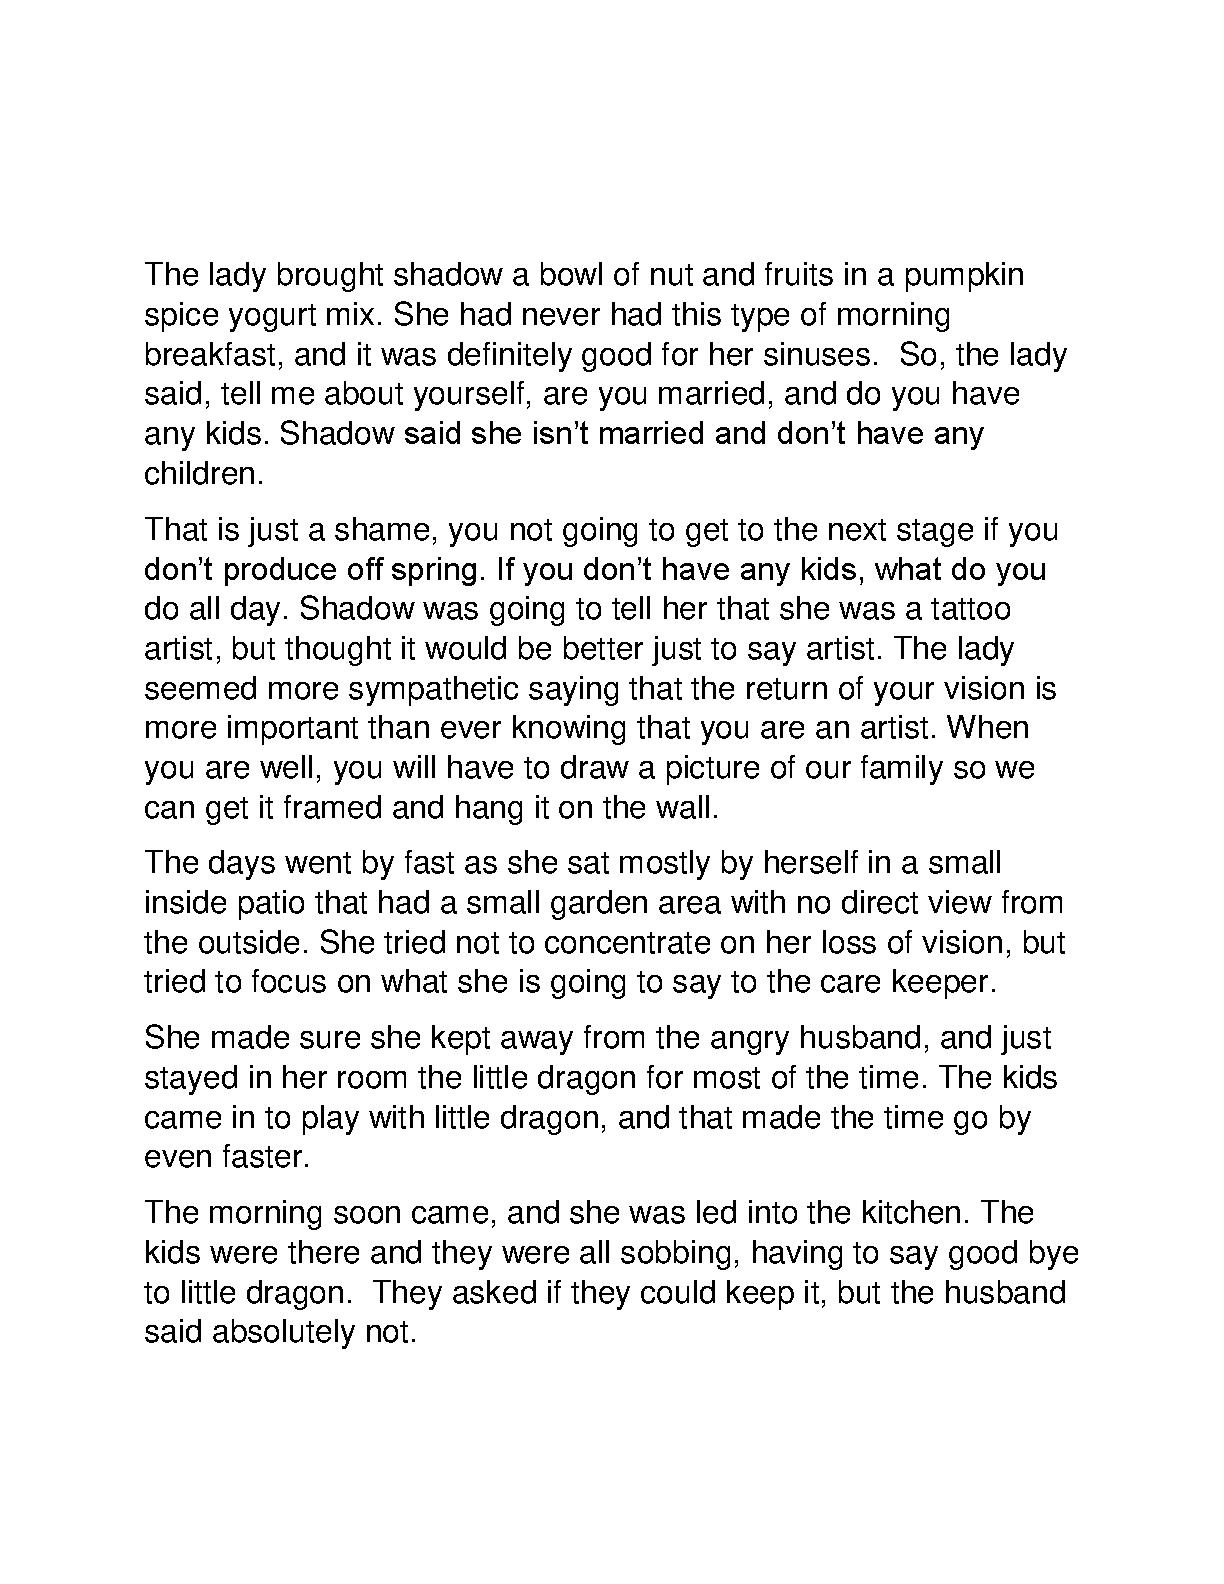 The lady brought shadow a bowl of nut and fruits in a pumpkin
spice yogurt mix. She had never had this type of morning
breakfast, and it was definitely good for her sinuses.  So, the lady
said, tell me about yourself, are you married, and do you have
any kids. Shadow said she isn’t married and don’t have any
children.
That is just a shame, you not going to get to the next stage if you
don’t produce off spring. If you don’t have any kids, what do you
do all day. Shadow was going to tell her that she was a tattoo
artist, but thought it would be better just to say artist. The lady
seemed more sympathetic saying that the return of your vision is
more important than ever knowing that you are an artist. When
you are well, you will have to draw a picture of our family so we
can get it framed and hang it on the wall.
The days went by fast as she sat mostly by herself in a small
inside patio that had a small garden area with no direct view from
the outside. She tried not to concentrate on her loss of vision, but
tried to focus on what she is going to say to the care keeper.
She made sure she kept away from the angry husband, and just
stayed in her room the little dragon for most of the time. The kids
came in to play with little dragon, and that made the time go by
even faster.
The morning soon came, and she was led into the kitchen. The
kids were there and they were all sobbing, having to say good bye
to little dragon.  They asked if they could keep it, but the husband
said absolutely not.